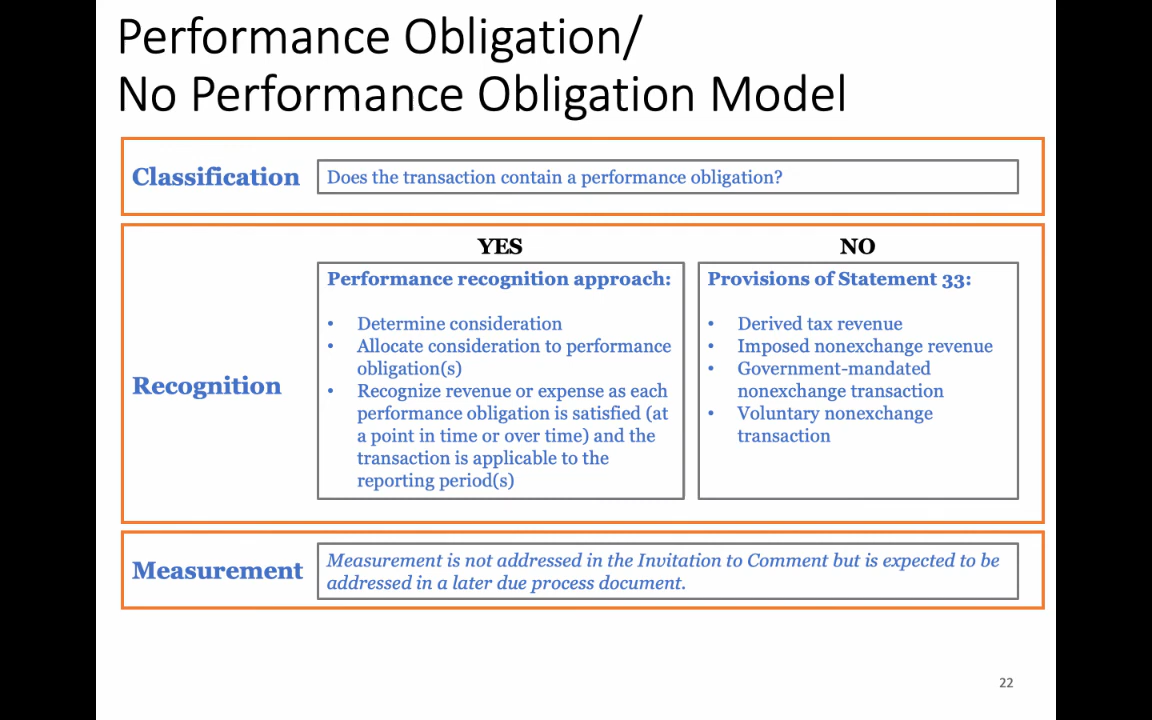 Performance Obligation/
No Performance Obligation Model
Classification
Does the transaction contain a performance obligation?
YES
NO
Recognition
Performance recognition approach:
• Determine consideration
• Allocate consideration to performance
obligation(s)
• Recognize revenue or expense as each
performance obligation is satisfied (at
a point in time or over time) and the
transaction is applicable to the
reporting period(s)
Provisions of Statement 33:
• Derived tax revenue
• Imposed nonexchange revenue
• Government-mandated
nonexchange transaction
• Voluntary nonexchange
transaction
Measurement
Measurement is not addressed in the Invitation to Comment but is expected to be
addressed in a later due process document.
22